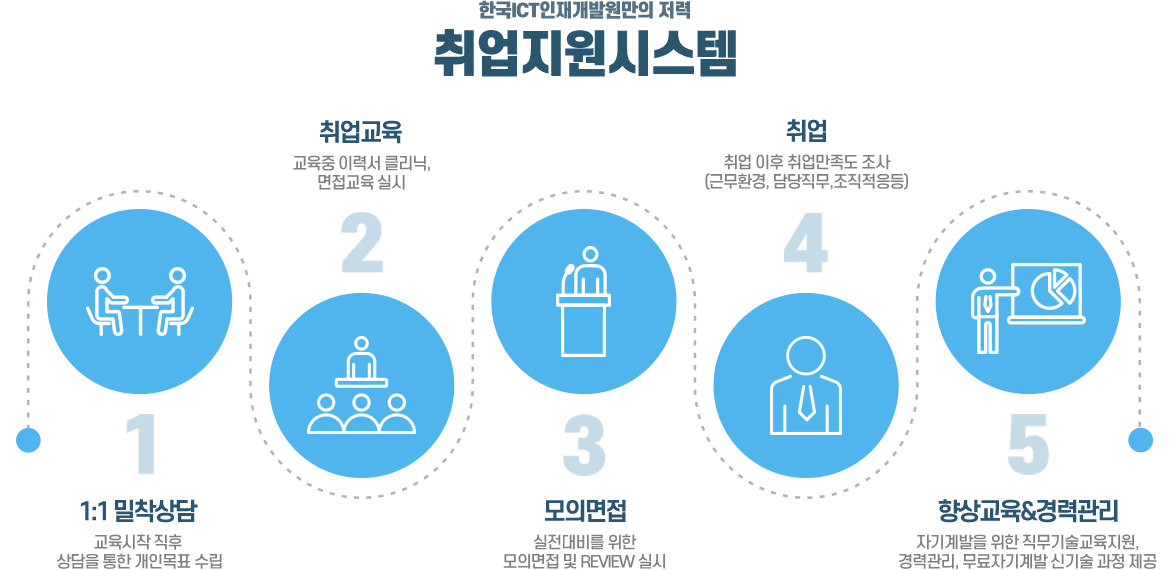 한국ICT인재개발원만의 저력
취업지원시스템
1
1:1 밀착상담
교육시작 직후
상담을 통한 개인목표 수립
취업교육
교육중 이력서 클리닉,
면접교육 실시
2
3
모의면접
실전대비를 위한
모의면접 및 REVIEW 실시
취업
취업 이후 취업만족도 조사
(근무환경, 담당직무,조직적응등)
4
5
향상교육&경력관리
자기계발을 위한 직무기술교육지원,
경력관리, 무료자기계발 신기술 과정 제공